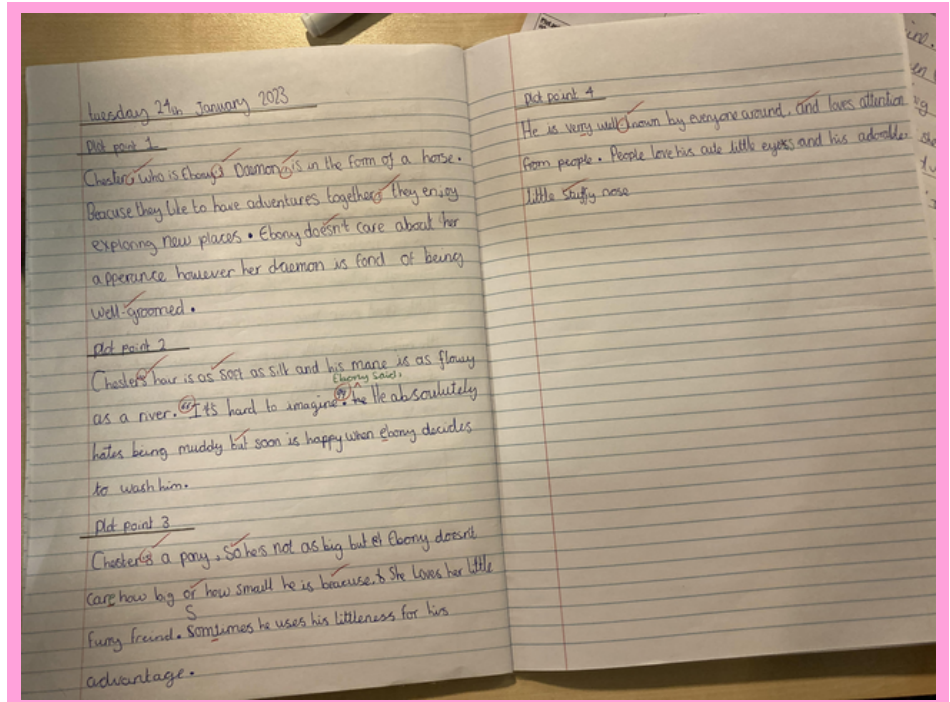 tuesday 24th January 2023
Plot point 1
Chester, who is Ebony's Daemon, is in the form of a horse.
Beacuse they like to have adventures together, they enjoy
exploring new places. Ebony doesn't care about her
apperance however her daemon is fond of being
well-groomed.
Plot point 2
Chester's hair is as soft as silk and his mane is as flowy
Ebony said,
as a river. "It's hard to imagine." he He absoulutely
hates being muddy but soon is happy when ebony decides
to wash him.
Plot point 3
Chester's a pony, So he's not as big but Ebony doesn't
care how big or how small he is beacuse. She loves her little
S
furry freind. somtimes he uses his littleness for his
advantage.
Plot point 4
He is very well known by everyone around, and loves attention
from people. People love his cute little eyes and his adorable
little stuffy nose